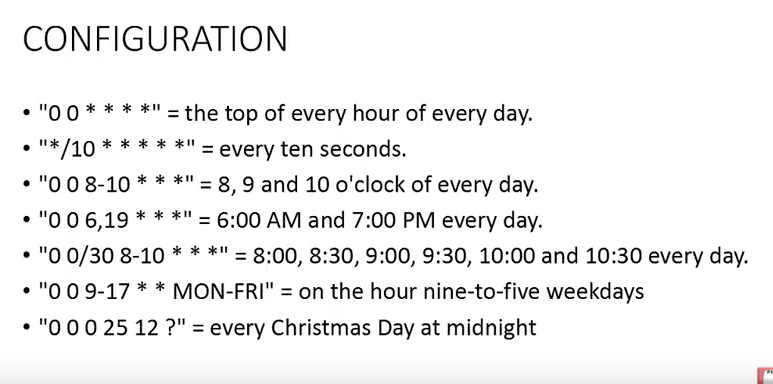 CONFIGURATION
• "0 0 * * * *" = the top of every hour of every day.
• "*/10 * * * * *" = every ten seconds.
• "0 0 8-10 * * *" = 8, 9 and 10 o'clock of every day.
• "0 0 6,19 * * *" = 6:00 AM and 7:00 PM every day.
• "0 0/30 8-10 * * *" = 8:00, 8:30, 9:00, 9:30, 10:00 and 10:30 every day.
• "0 0 9-17 * * MON-FRI" = on the hour nine-to-five weekdays
• "0 0 0 25 12 ?" = every Christmas Day at midnight